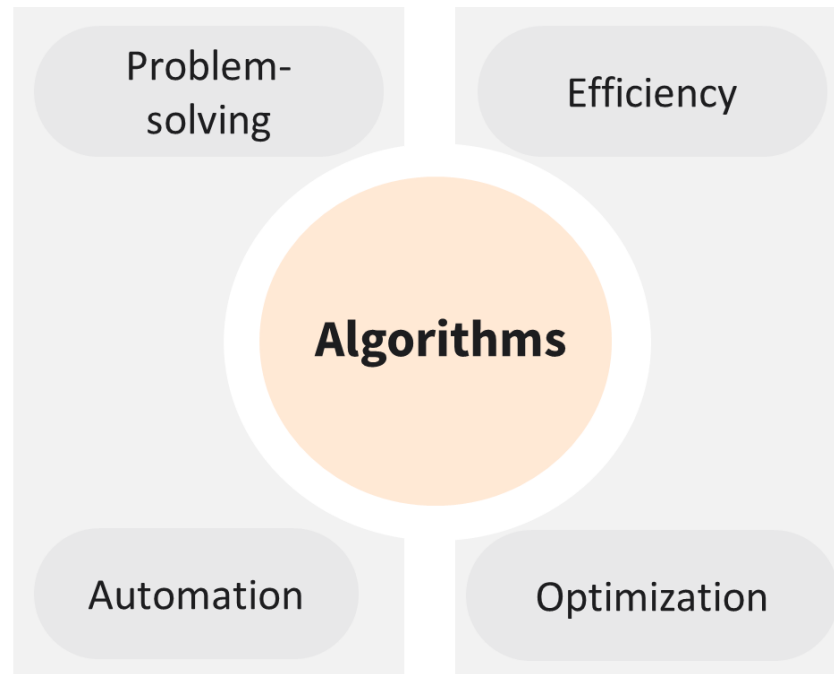 Problem-
solving
Efficiency
Algorithms
Automation
Optimization